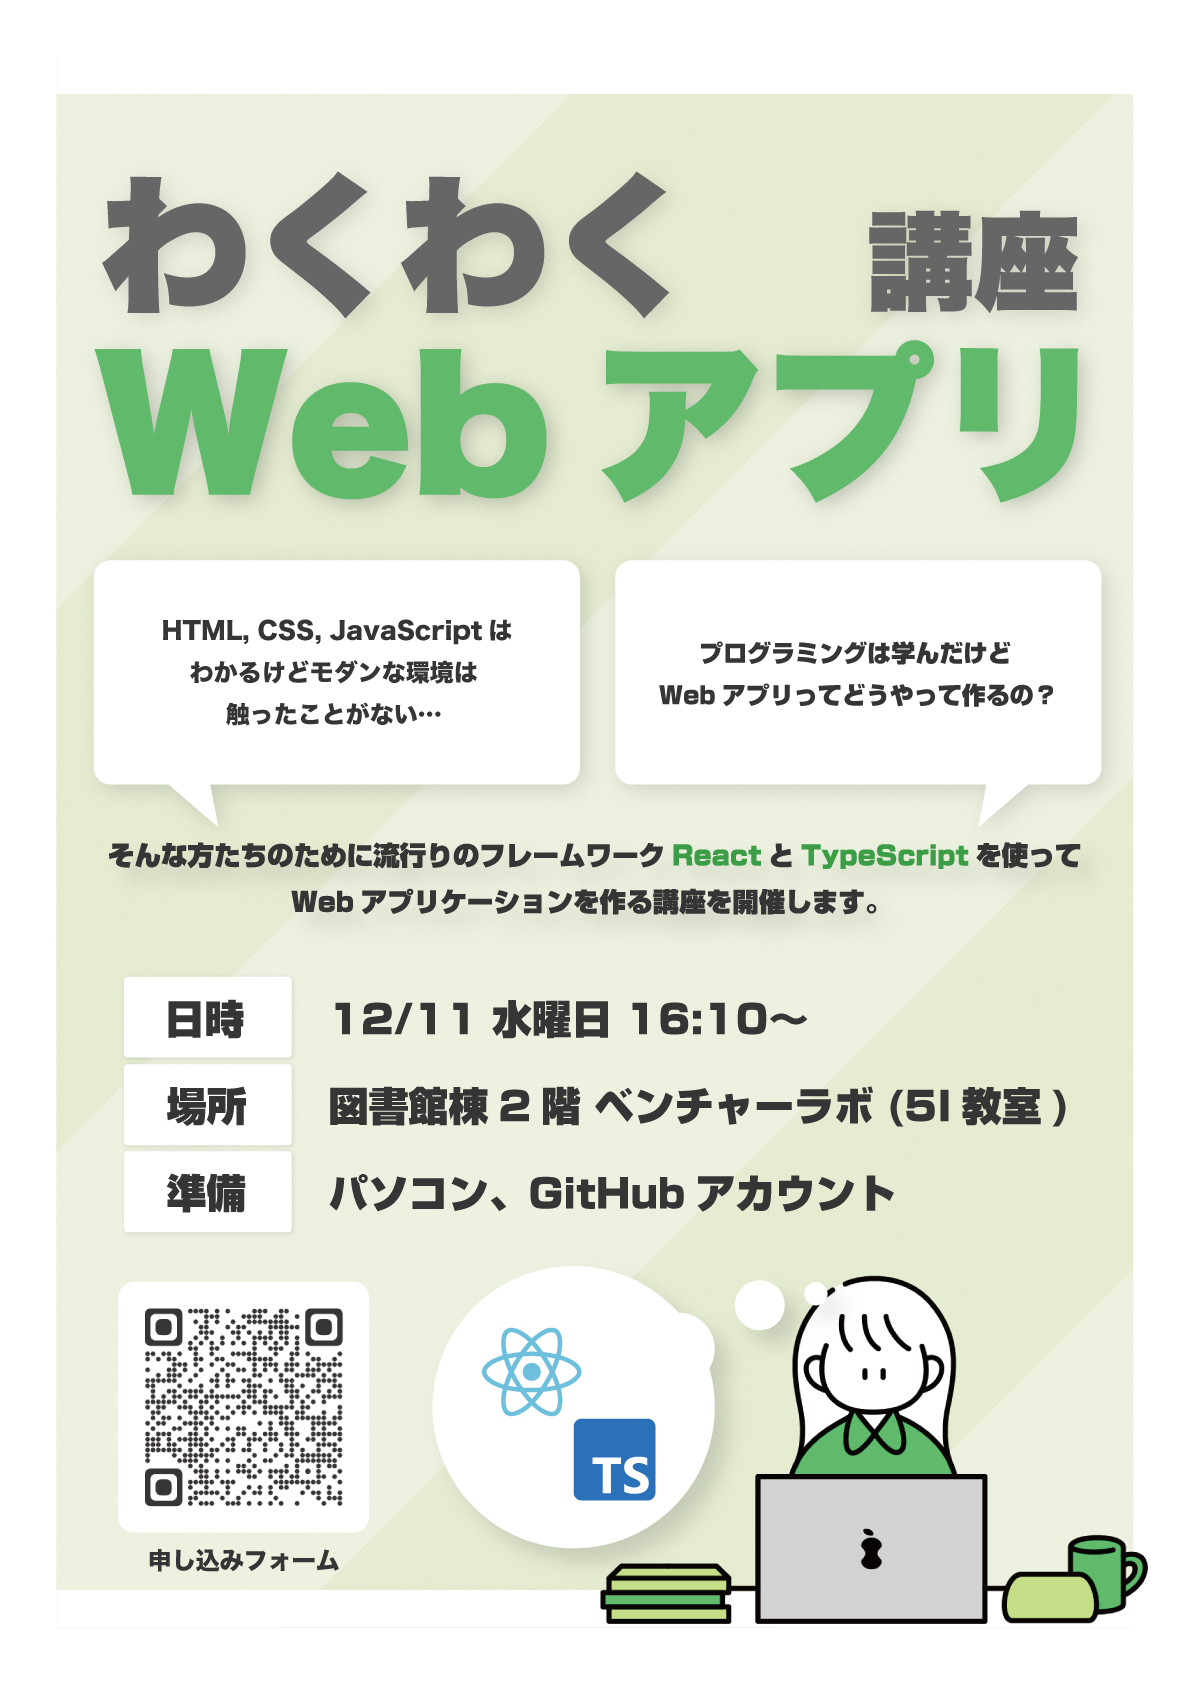 わくわく 講座
Web アプリ
HTML, CSS, JavaScript は
わかるけどモダンな環境は
触ったことがない…
プログラミングは学んだけど
Web アプリってどうやって作るの？
そんな方たちのために流行りのフレームワーク React と TypeScript を使って
Web アプリケーションを作る講座を開催します。
日時 12/11 水曜日 16:10〜
場所 図書館棟 2 階 ベンチャーラボ (5I 教室 )
準備 パソコン、GitHub アカウント
TS
申し込みフォーム